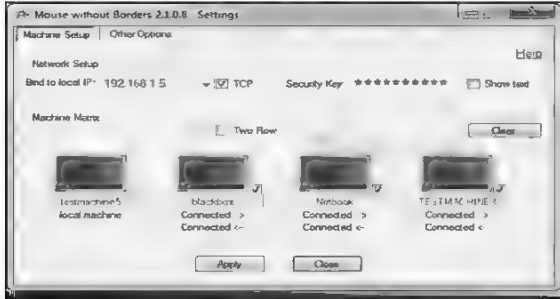 Mouse without Borders 2.1.0.8 Settings
Machine Setup Other Options
Help
Network Setup
Bind to local IP: 192.168.1.5 TCP Security Key ********** Show text
Machine Matrix
Two Row Clear
testmachine5 blackbox Netbook TESTMACHINE
local machine Connected -> Connected -> Connected ->
Connected <- Connected <- Connected <-
Apply Close